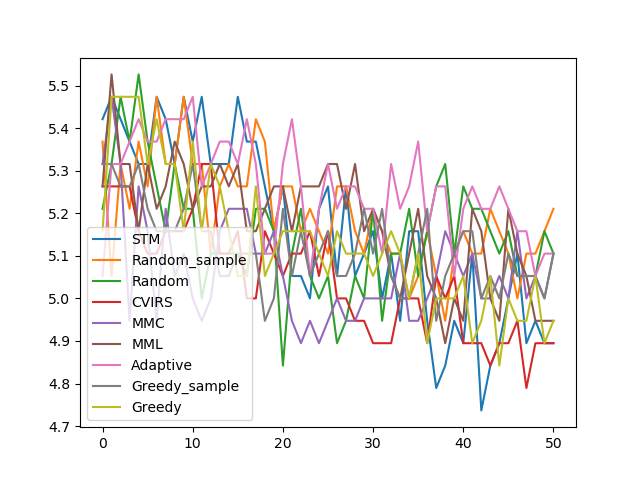 5.5
5.4
5.3
5.2
5.1
5.0
4.9
4.8
4.7
STM
Random_sample
Random
CVIRS
MMC
MML
Adaptive
Greedy_sample
Greedy
0 10 20 30 40 50